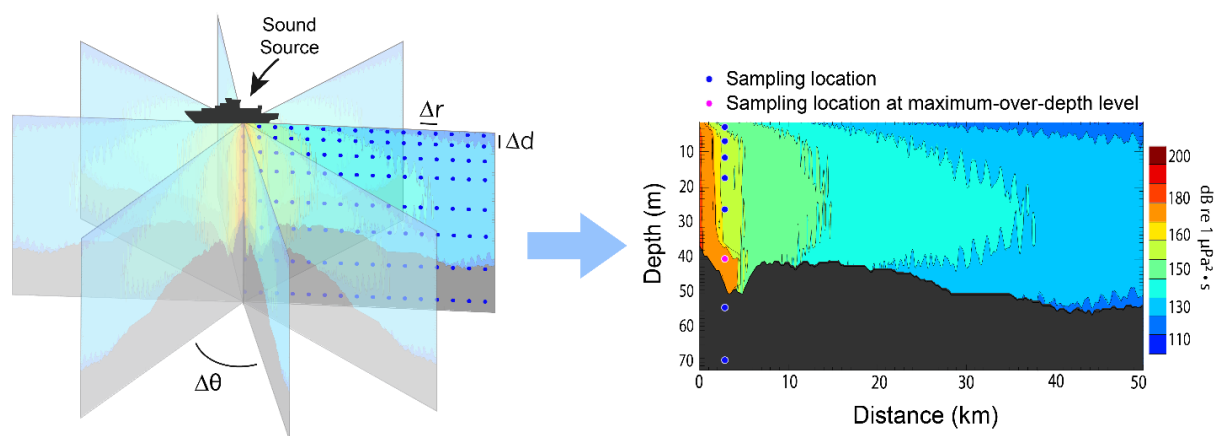 Sound
Source
Δr
Δd
Δθ
Sampling location
Sampling location at maximum-over-depth level
Depth (m)
10
20
30
40
50
60
70
0
10
20
30
40
50
Distance (km)
200
180
160
150
130
110
dB re 1 µPa²•s